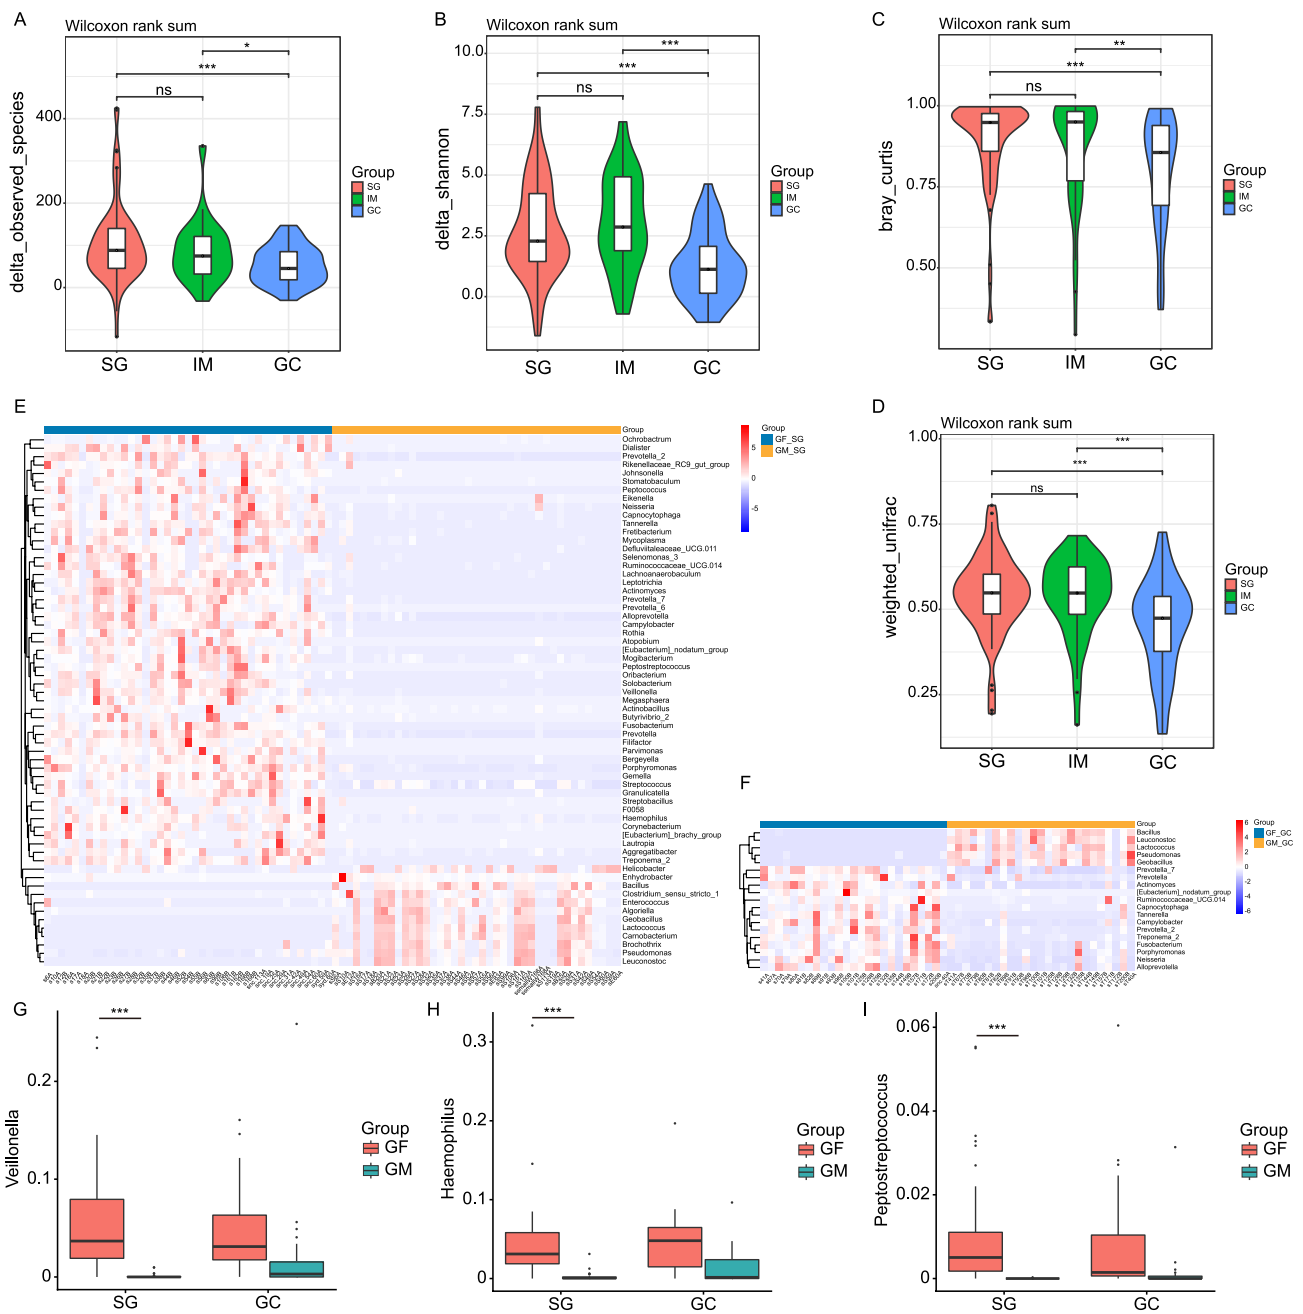 A
Wilcoxon rank sum
*
***
ns
400
200
0
delta_observed_species
SG
IM
GC
Group
SG
IM
GC
B
Wilcoxon rank sum
10.0
***
***
ns
7.5
5.0
2.5
0.0
delta_shannon
SG
IM
GC
Group
SG
IM
GC
C
Wilcoxon rank sum
**
***
ns
1.00
0.75
0.50
bray_curtis
SG
IM
GC
Group
SG
IM
GC
D
Wilcoxon rank sum
1.00
***
***
ns
0.75
0.50
0.25
weighted_unifrac
SG
IM
GC
Group
SG
IM
GC
E
Group
Ochrobactrum
Dialister
Prevotella_2
Rikenellaceae_RC9_gut_group
Johnsonella
Stomatobaculum
Peptococcus
Eikenella
Neisseria
Capnocytophaga
Tannerella
Fretibacterium
Mycoplasma
Defluviitaleaceae_UCG.011
Selenomonas_3
Ruminococcaceae_UCG.014
Lachnoanaerobaculum
Leptotrichia
Actinomyces
Prevotella_7
Prevotella_6
Alloprevotella
Campylobacter
Rothia
Atopobium
[Eubacterium]_nodatum_group
Mogibacterium
Peptostreptococcus
Oribacterium
Solobacterium
Veillonella
Megasphaera
Actinobacillus
Butyrivibrio_2
Fusobacterium
Prevotella
Filifactor
Parvimonas
Bergeyella
Porphyromonas
Gemella
Streptococcus
Granulicatella
Streptobacillus
F0058
Haemophilus
Corynebacterium
[Eubacterium]_brachy_group
Lautropia
Aggregatibacter
Treponema_2
Helicobacter
Enhydrobacter
Bacillus
Clostridium_sensu_stricto_1
Enterococcus
Algoriella
Geobacillus
Lactococcus
Carnobacterium
Brochothrix
Pseudomonas
Leuconostoc
5
0
-5
Group
GF_SG
GM_SG
F
Group
Bacillus
Leuconostoc
Lactococcus
Pseudomonas
Geobacillus
Prevotella_7
Prevotella
Actinomyces
[Eubacterium]_nodatum_group
Ruminococcaceae_UCG.014
Capnocytophaga
Tannerella
Campylobacter
Prevotella_2
Treponema_2
Fusobacterium
Porphyromonas
Neisseria
Alloprevotella
6
4
2
0
-2
-4
-6
Group
GF_GC
GM_GC
G
***
0.2
0.1
0
Veillonella
SG
GC
Group
GF
GM
H
***
0.3
0.2
0.1
0
Haemophilus
SG
GC
Group
GF
GM
I
***
0.06
0.04
0.02
0
Peptostreptococcus
SG
GC
Group
GF
GM